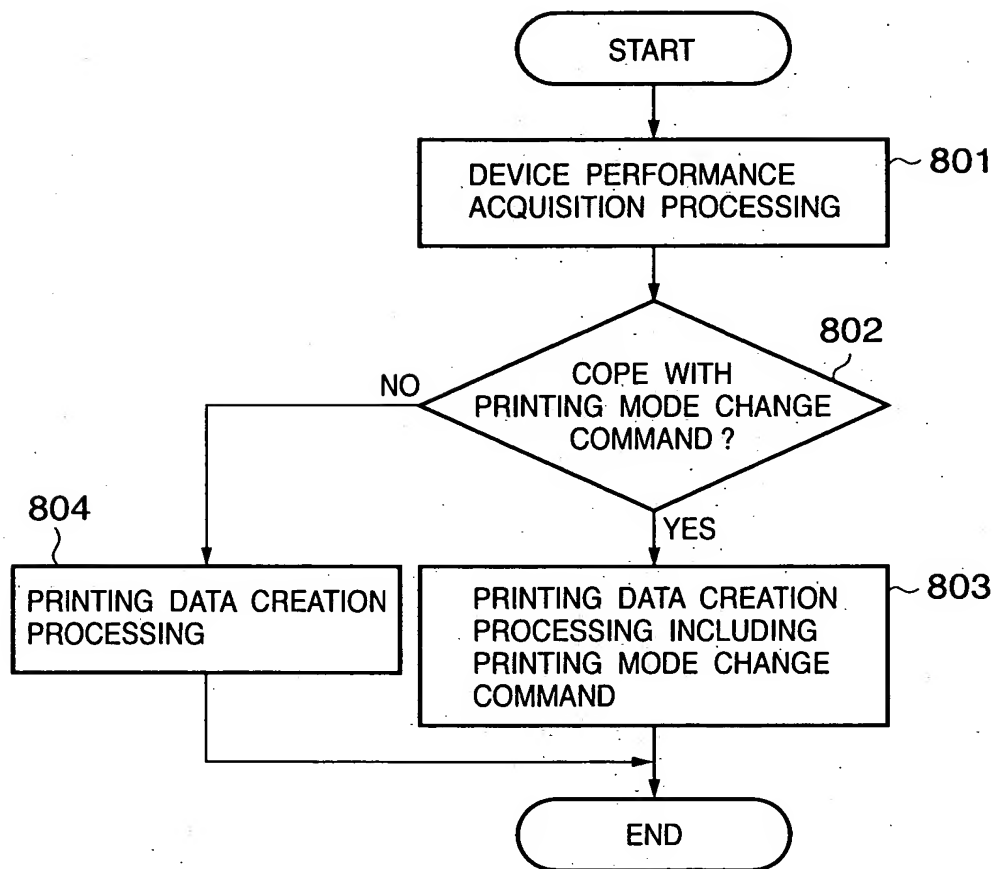 START
DEVICE PERFORMANCE
ACQUISITION PROCESSING
801
802
COPE WITH
PRINTING MODE CHANGE
COMMAND ?
NO
YES
804
PRINTING DATA CREATION
PROCESSING
803
PRINTING DATA CREATION
PROCESSING INCLUDING
PRINTING MODE CHANGE
COMMAND
END